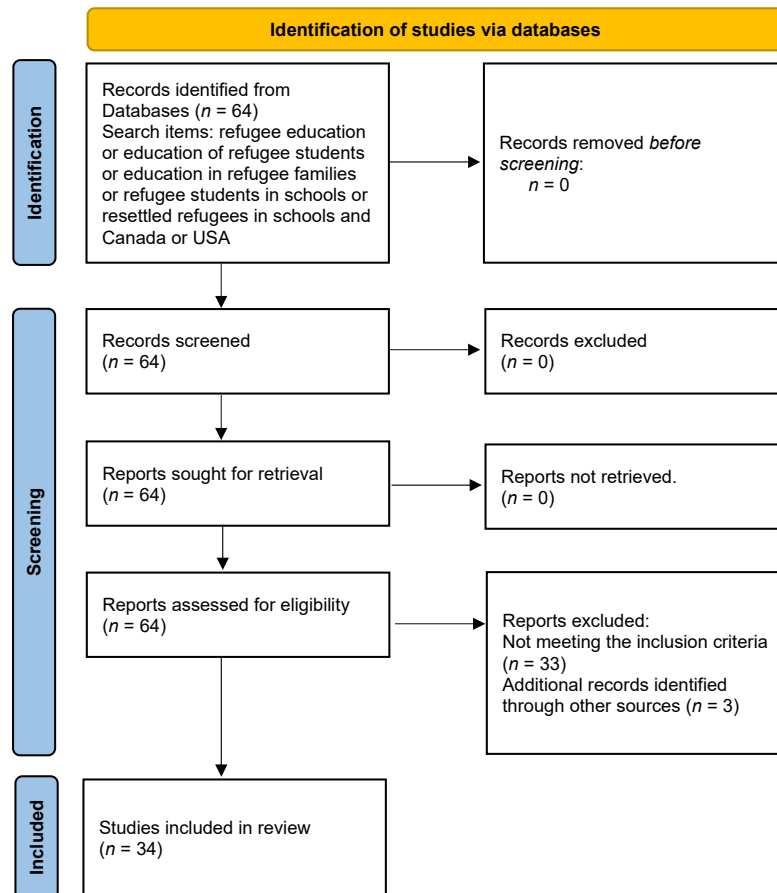 Identification of studies via databases
Identification
Records identified from
Databases (n = 64)
Search items: refugee education
or education of refugee students
or education in refugee families
or refugee students in schools or
resettled refugees in schools and
Canada or USA
Records removed before
screening:
n = 0
Screening
Records screened
(n = 64)
Records excluded
(n = 0)
Reports sought for retrieval
(n = 64)
Reports not retrieved.
(n = 0)
Reports assessed for eligibility
(n = 64)
Reports excluded:
Not meeting the inclusion criteria
(n = 33)
Additional records identified
through other sources (n = 3)
Included
Studies included in review
(n = 34)